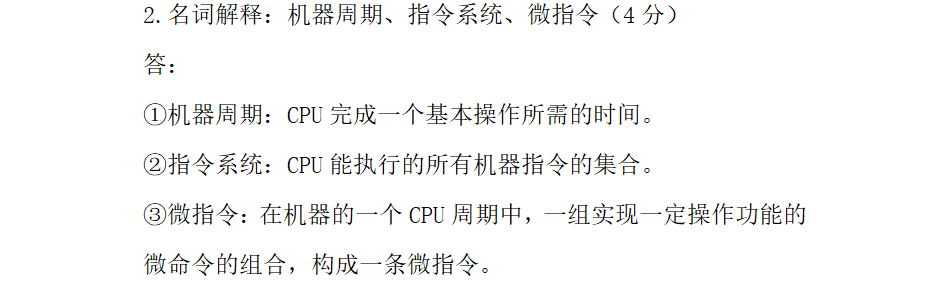 2.名词解释：机器周期、指令系统、微指令（4 分）
答：
①机器周期：CPU 完成一个基本操作所需的时间。
②指令系统：CPU 能执行的所有机器指令的集合。
③微指令：在机器的一个 CPU 周期中，一组实现一定操作功能的
微命令的组合，构成一条微指令。